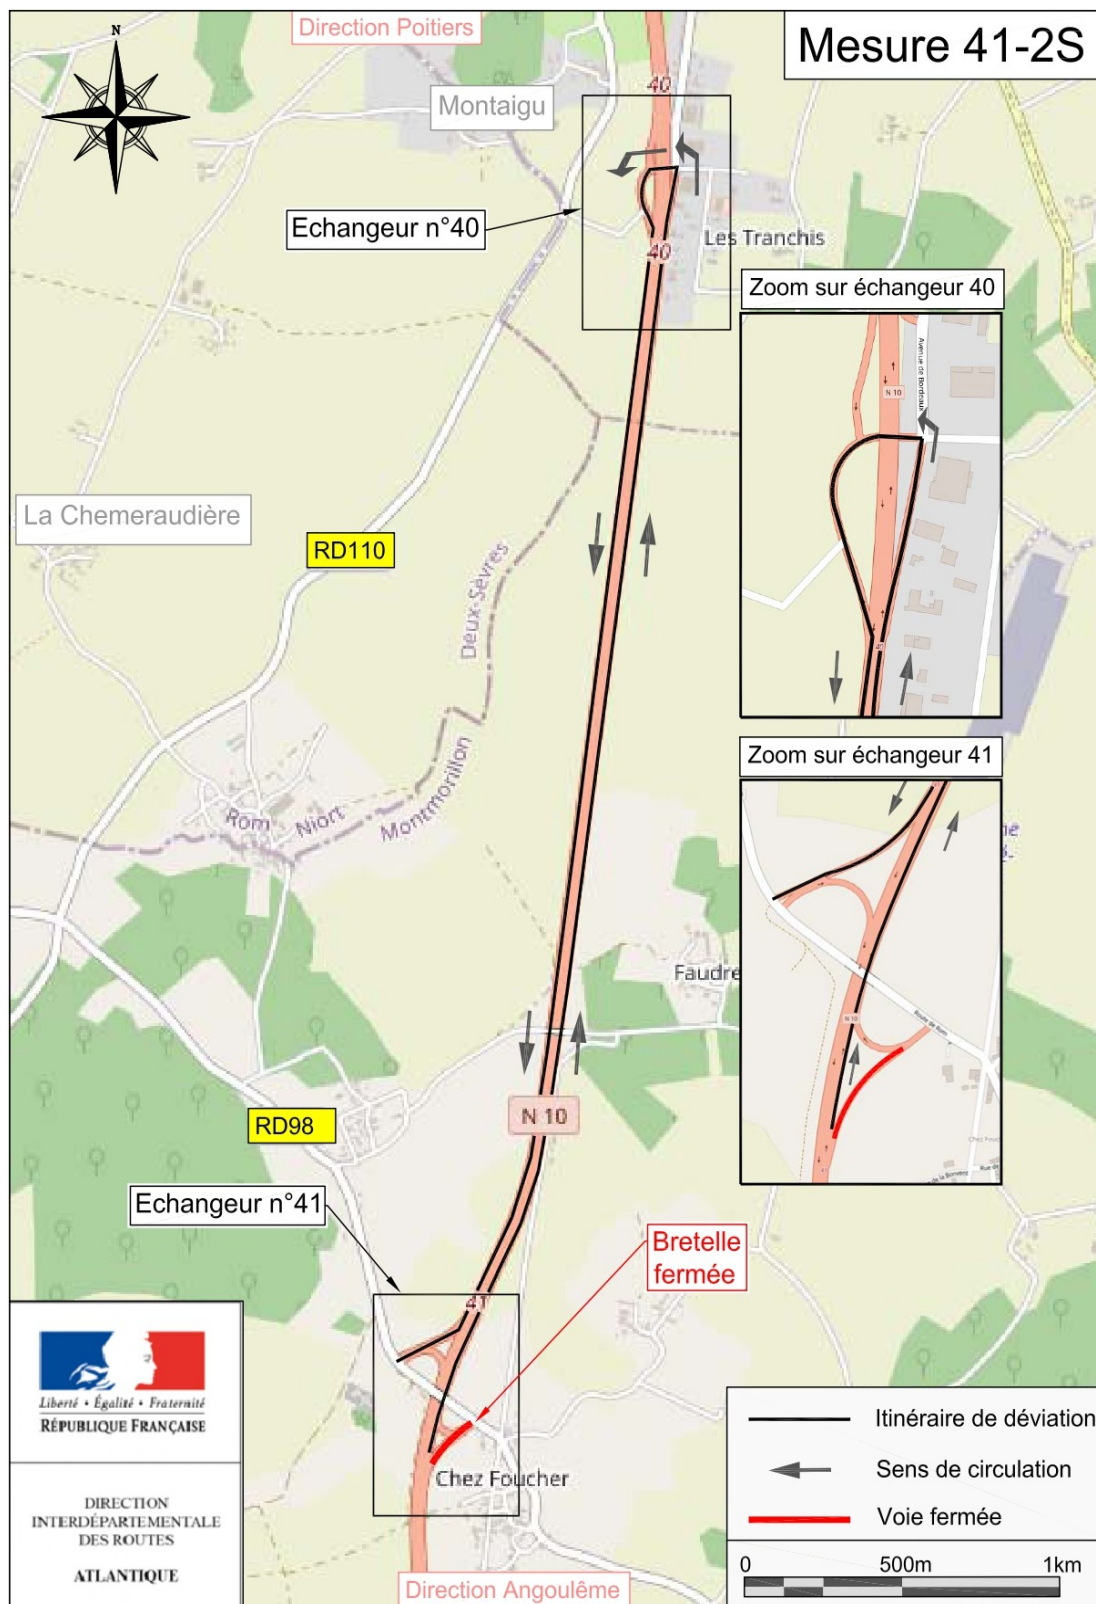 Direction Poitiers
Mesure 41-2S
N
40
Montaigu
Echangeur n°40
40
Les Tranchis
Zoom sur échangeur 40
Avenue de Bordeaux
N 10
La Chemeraudière
RD110
Deux-Sèvres
Zoom sur échangeur 41
Rom
Niort
Montmorillon
N 10
Route de Rom
Chez Fouc
Faudre
N 10
RD98
Echangeur n°41
41
Bretelle
fermée
Chez Foucher
Direction Angoulême
Liberté • Égalité • Fraternité
RÉPUBLIQUE FRANÇAISE
DIRECTION
INTERDÉPARTEMENTALE
DES ROUTES
ATLANTIQUE
Itinéraire de déviation
Sens de circulation
Voie fermée
0 500m 1km